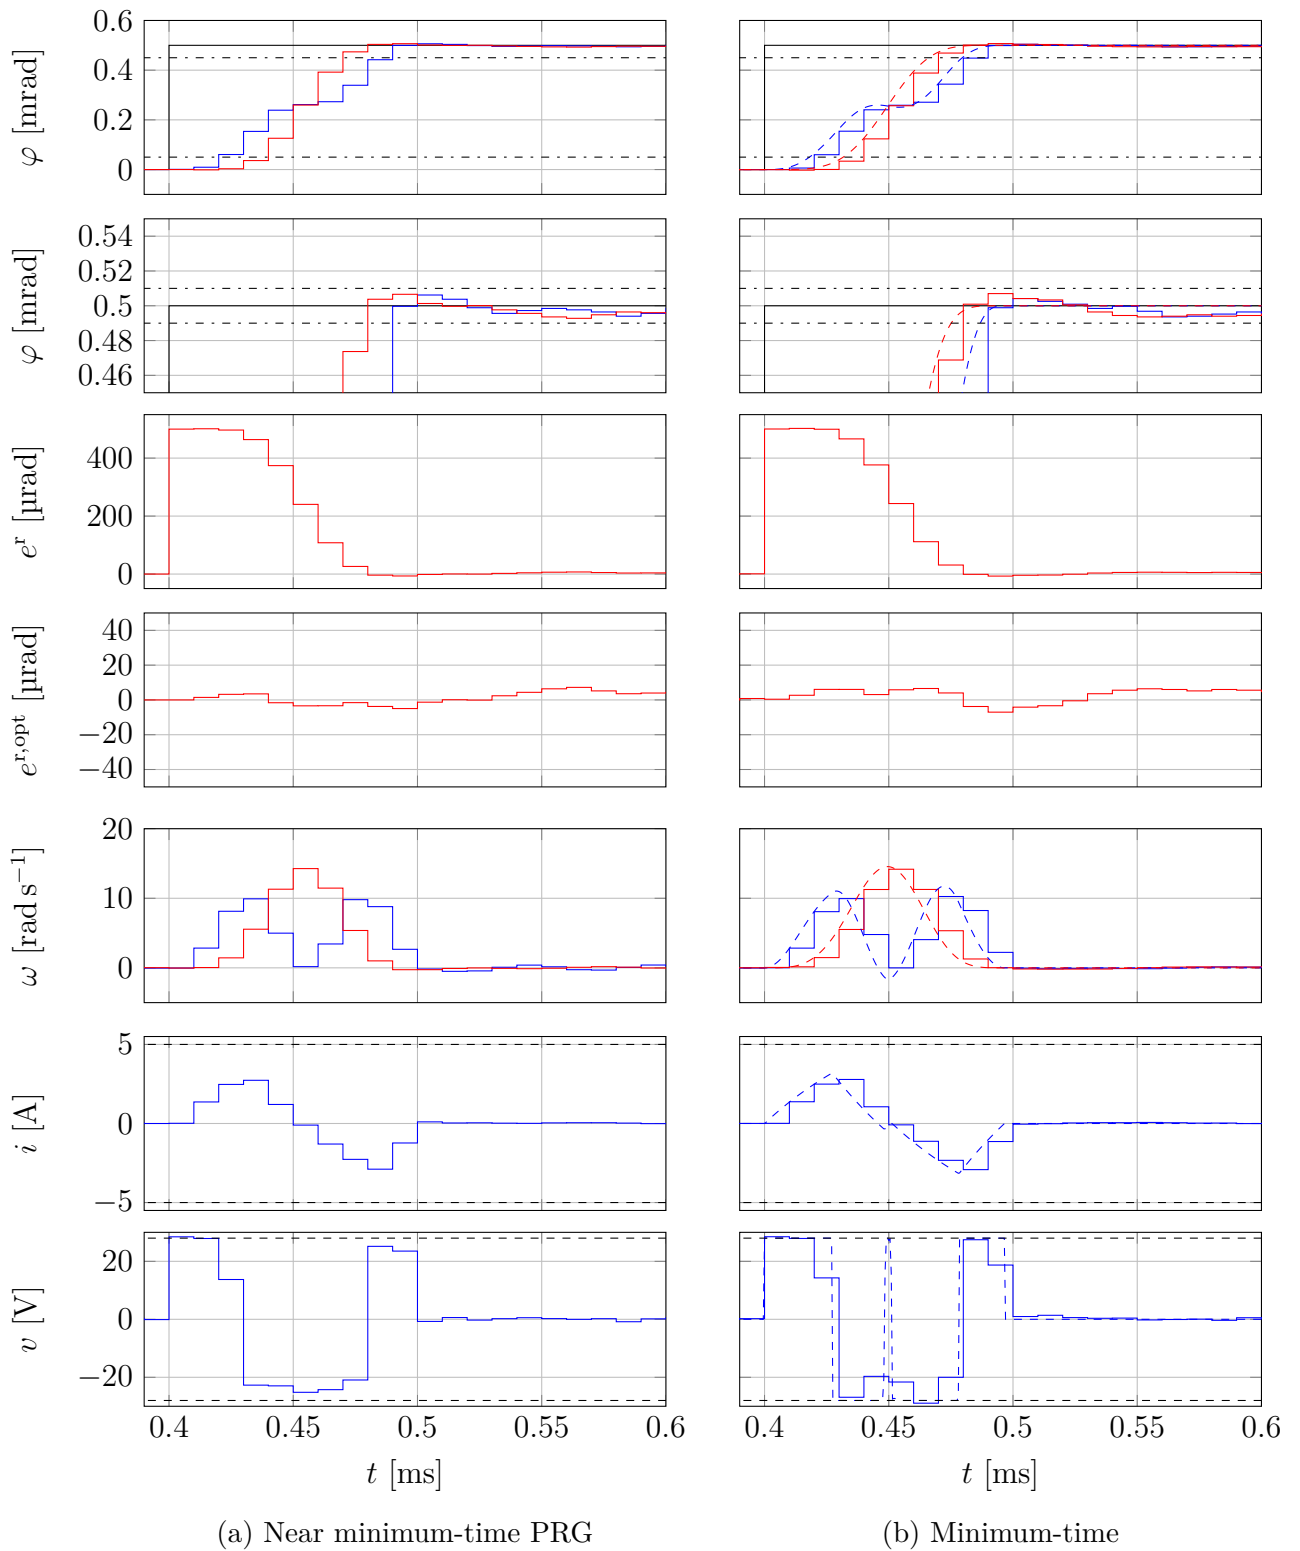 0.6
0.4
0.2
0
φ [mrad]
0.54
0.52
0.5
0.48
0.46
φ [mrad]
400
200
0
e^r [µrad]
40
20
0
−20
−40
e^r,opt [µrad]
20
10
0
ω [rad s^−1]
5
0
−5
i [A]
20
0
−20
v [V]
0.4 0.45 0.5 0.55 0.6
0.4 0.45 0.5 0.55 0.6
t [ms]
t [ms]
(a) Near minimum-time PRG
(b) Minimum-time